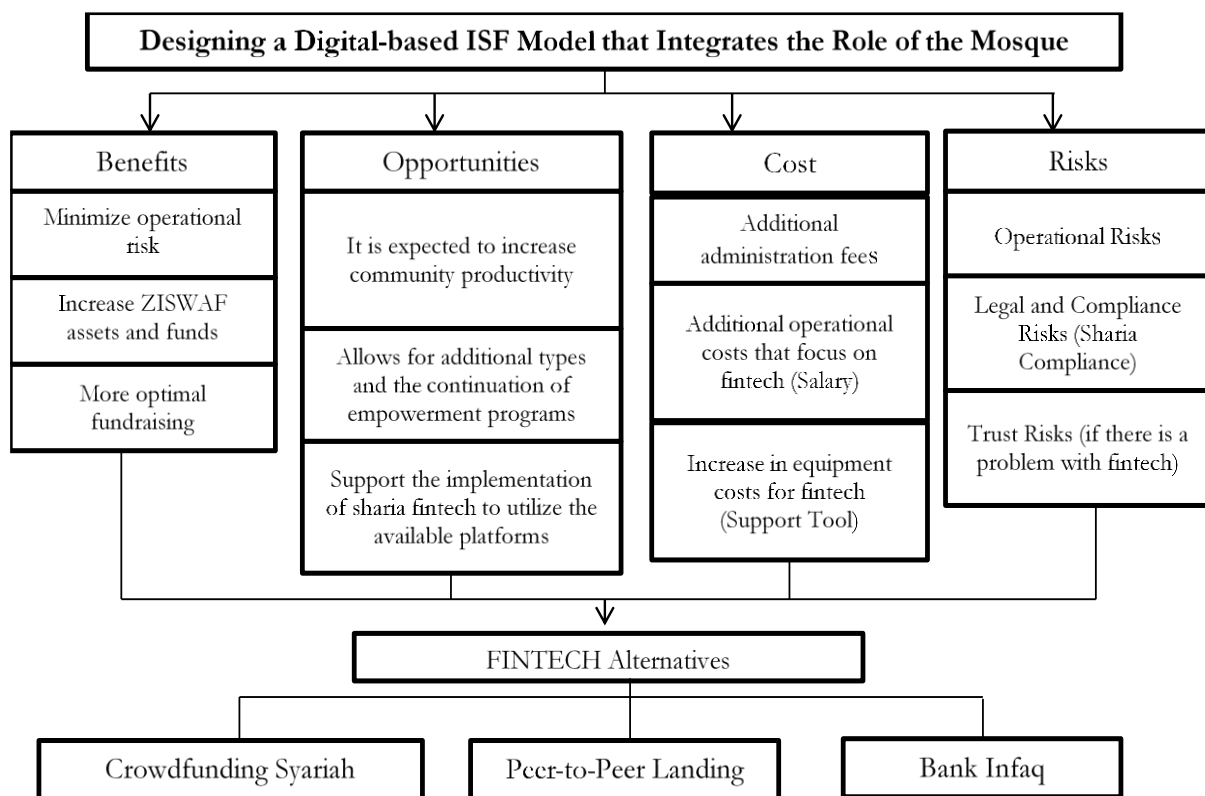 Designing a Digital-based ISF Model that Integrates the Role of the Mosque
Benefits
Minimize operational
risk
Increase ZISWAF
assets and funds
More optimal
fundraising
Opportunities
It is expected to increase
community productivity
Allows for additional types
and the continuation of
empowerment programs
Support the implementation
of sharia fintech to utilize the
available platforms
Cost
Additional
administration fees
Additional operational
costs that focus on
fintech (Salary)
Increase in equipment
costs for fintech
(Support Tool)
Risks
Operational Risks
Legal and Compliance
Risks (Sharia
Compliance)
Trust Risks (if there is a
problem with fintech)
FINTECH Alternatives
Crowdfunding Syariah
Peer-to-Peer Landing
Bank Infaq